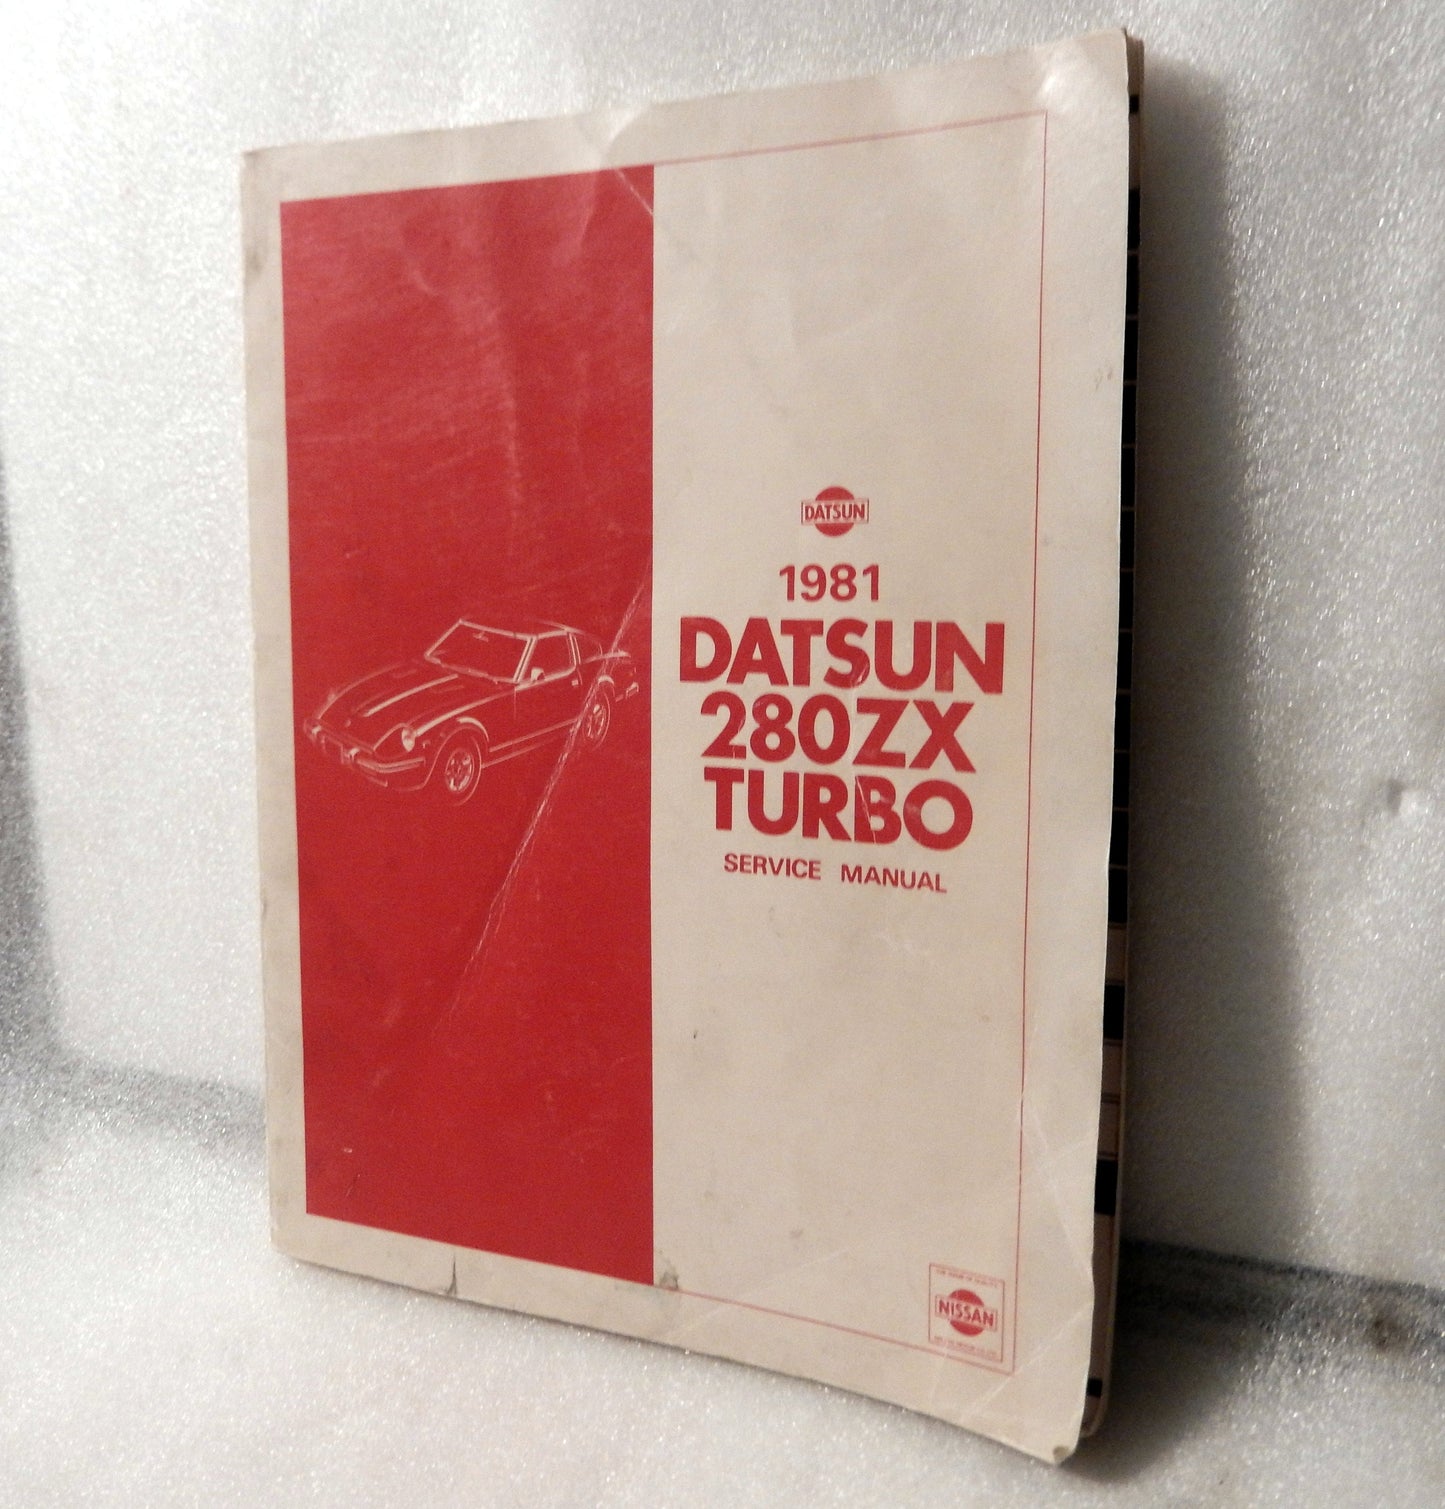 DATSUN
1981
DATSUN
280ZX
TURBO
SERVICE MANUAL
NISSAN